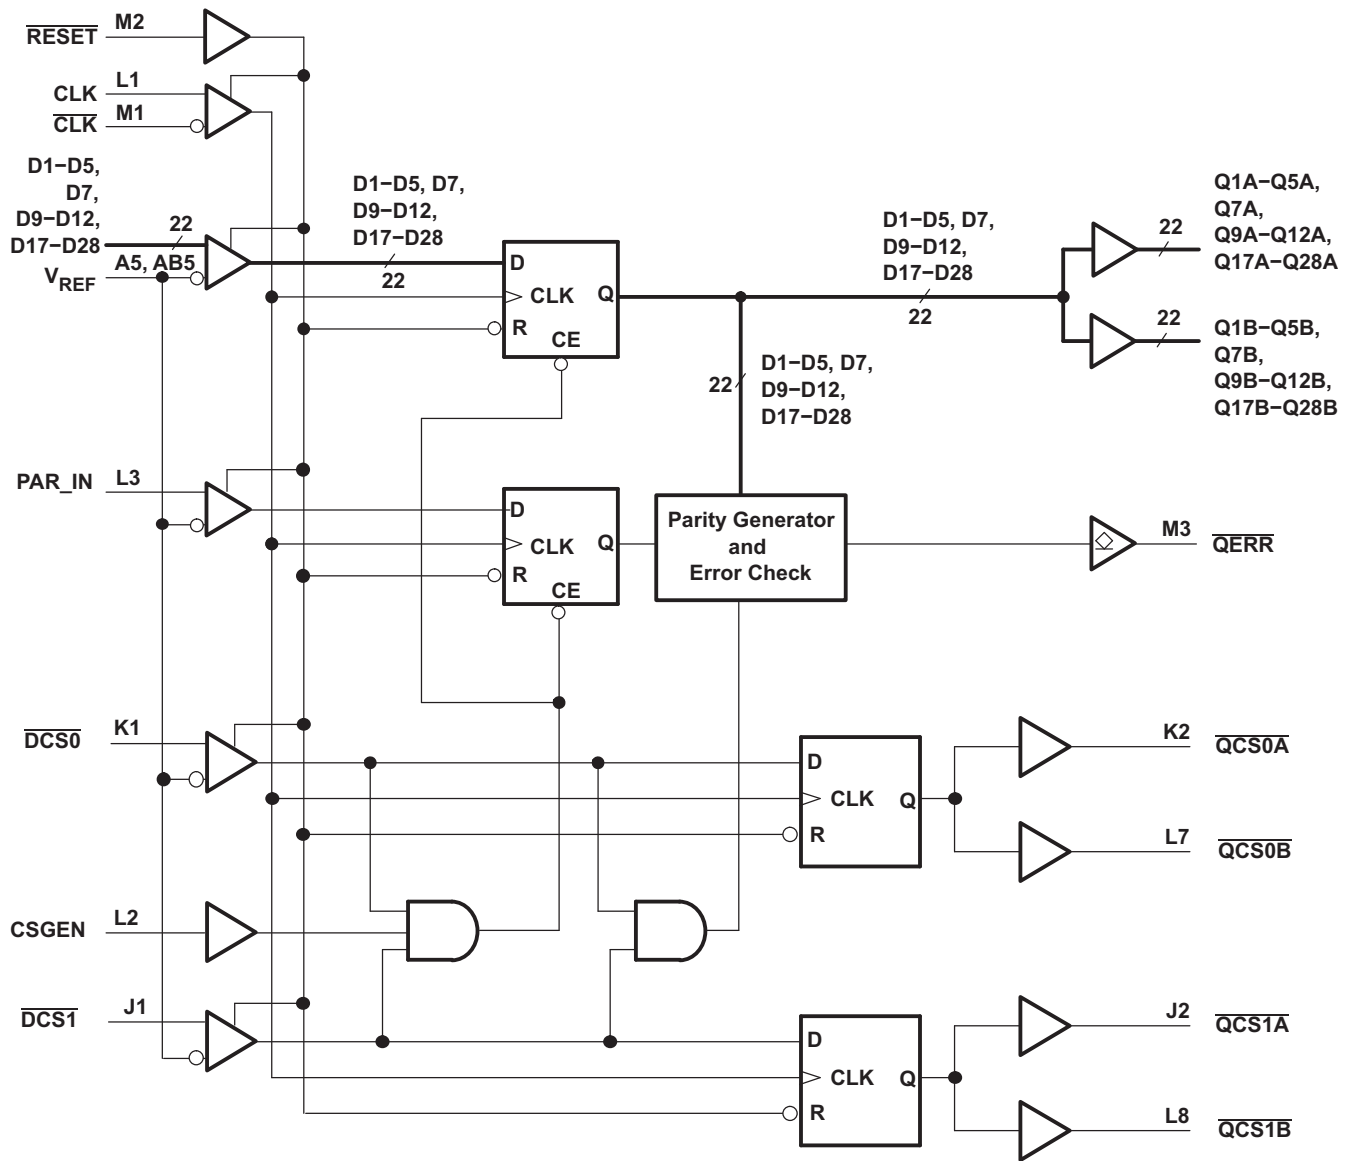 RESET M2
CLK L1
CLK M1
D1−D5,
D7,
D9−D12,
D17−D28
22
VREF A5, AB5
D1−D5, D7,
D9−D12,
D17−D28
22
D
CLK Q
R
CE
D1−D5, D7,
D9−D12,
D17−D28
22
22
Q1A−Q5A,
Q7A,
Q9A−Q12A,
Q17A−Q28A
22
Q1B−Q5B,
Q7B,
Q9B−Q12B,
Q17B−Q28B
22
D1−D5, D7,
D9−D12,
D17−D28
PAR_IN L3
D
CLK Q
R
CE
Parity Generator
and
Error Check
M3 QERR
DCS0 K1
D
CLK Q
R
K2 QCS0A
L7 QCS0B
CSGEN L2
DCS1 J1
D
CLK Q
R
J2 QCS1A
L8 QCS1B